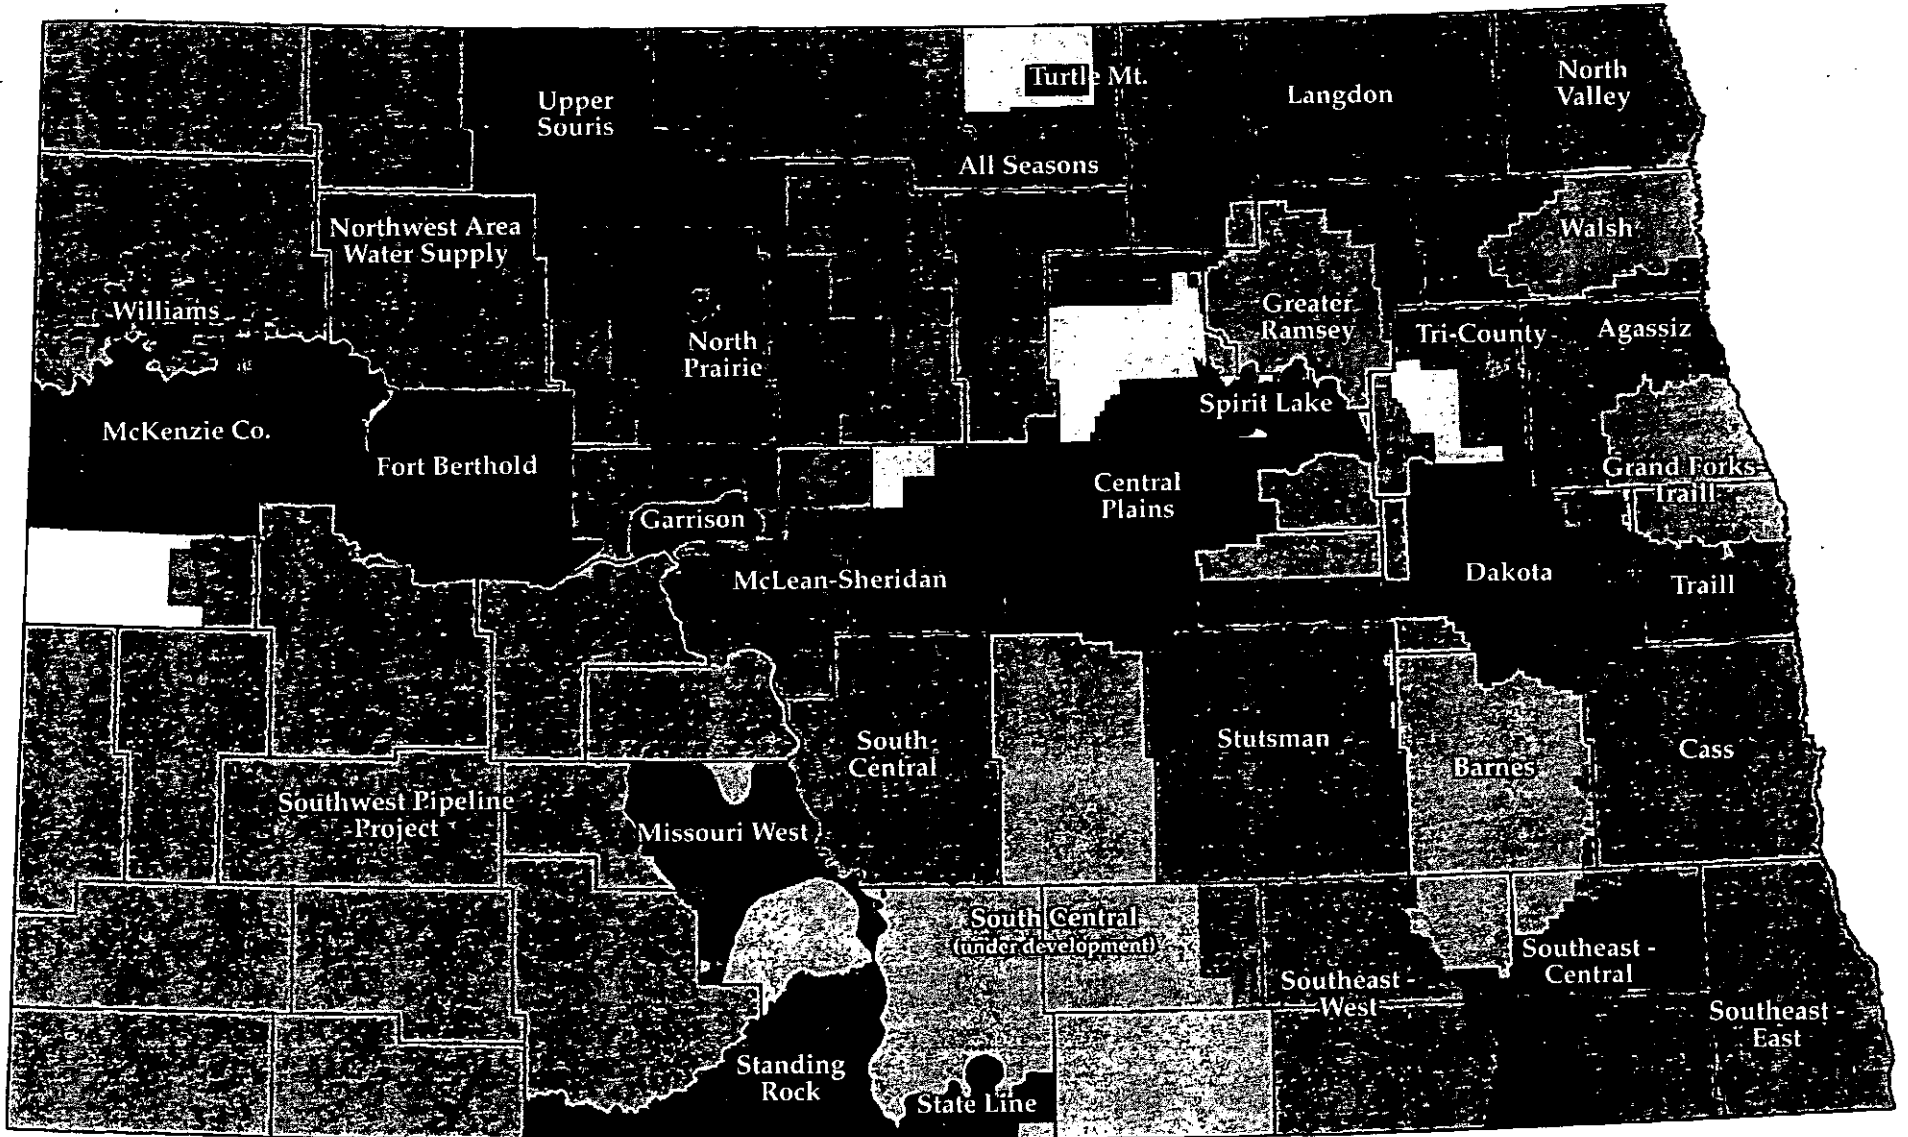 Turtle Mt.
North
Valley
Langdon
Upper
Souris
All Seasons
Northwest Area
Water Supply
Walsh
Williams
Greater
Ramsey
North
Prairie
Tri-County
Agassiz
Spirit Lake
McKenzie Co.
Fort Berthold
Grand Forks-
Traill
Central
Plains
Garrison
McLean-Sheridan
Dakota
Traill
South-
Central
Stutsman
Barnes
Cass
Southwest Pipeline
Project
Missouri West
South Central
(under development)
Southeast -
Central
Southeast -
West
Southeast -
East
Standing
Rock
State Line